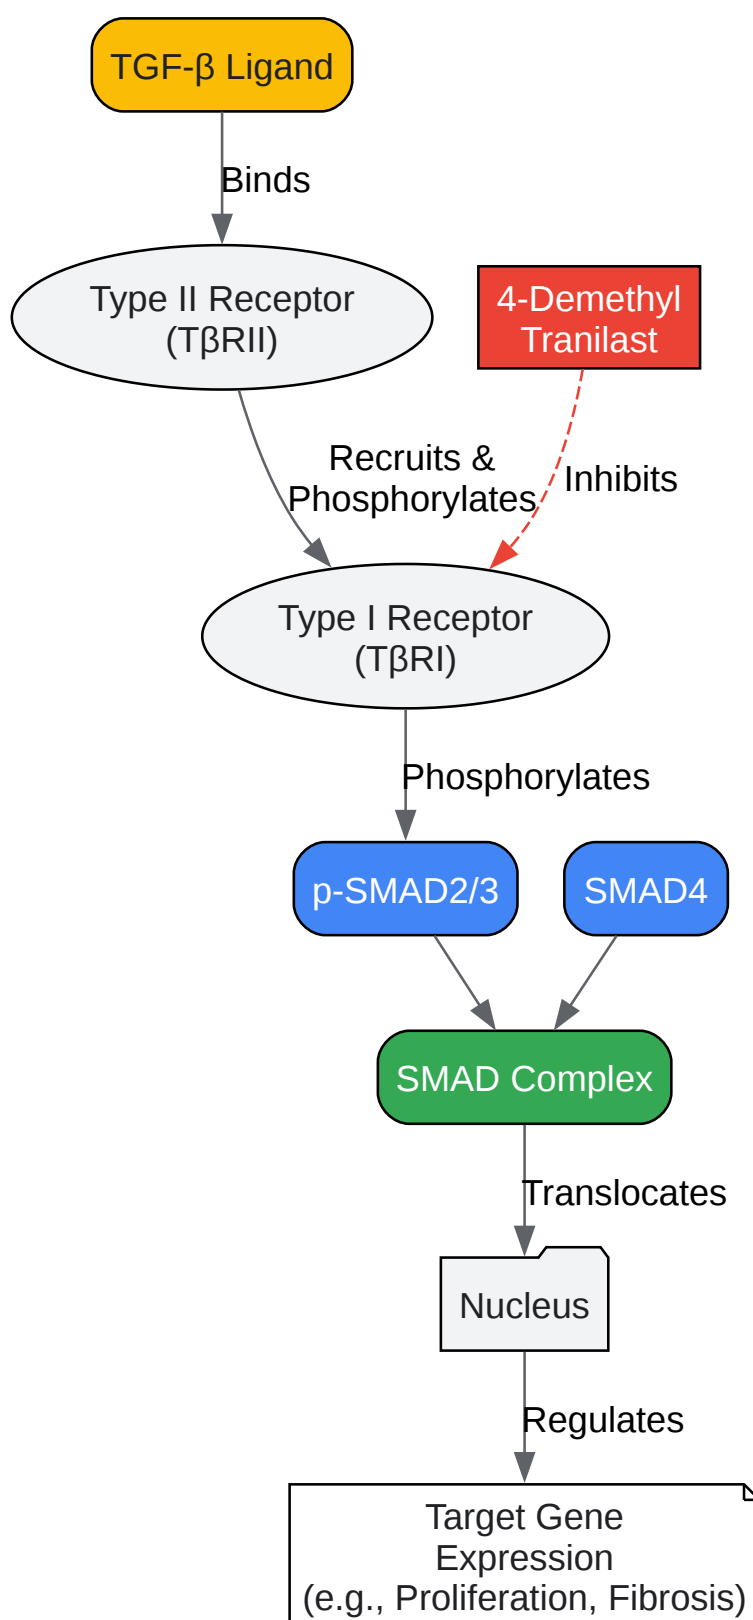 TGF-β Ligand
Binds
Type II Receptor
(TβRII)
4-Demethyl
Tranilast
Recruits &
Phosphorylates
Inhibits
Type I Receptor
(TβRI)
Phosphorylates
p-SMAD2/3
SMAD4
SMAD Complex
Translocates
Nucleus
Regulates
Target Gene
Expression
(e.g., Proliferation, Fibrosis)